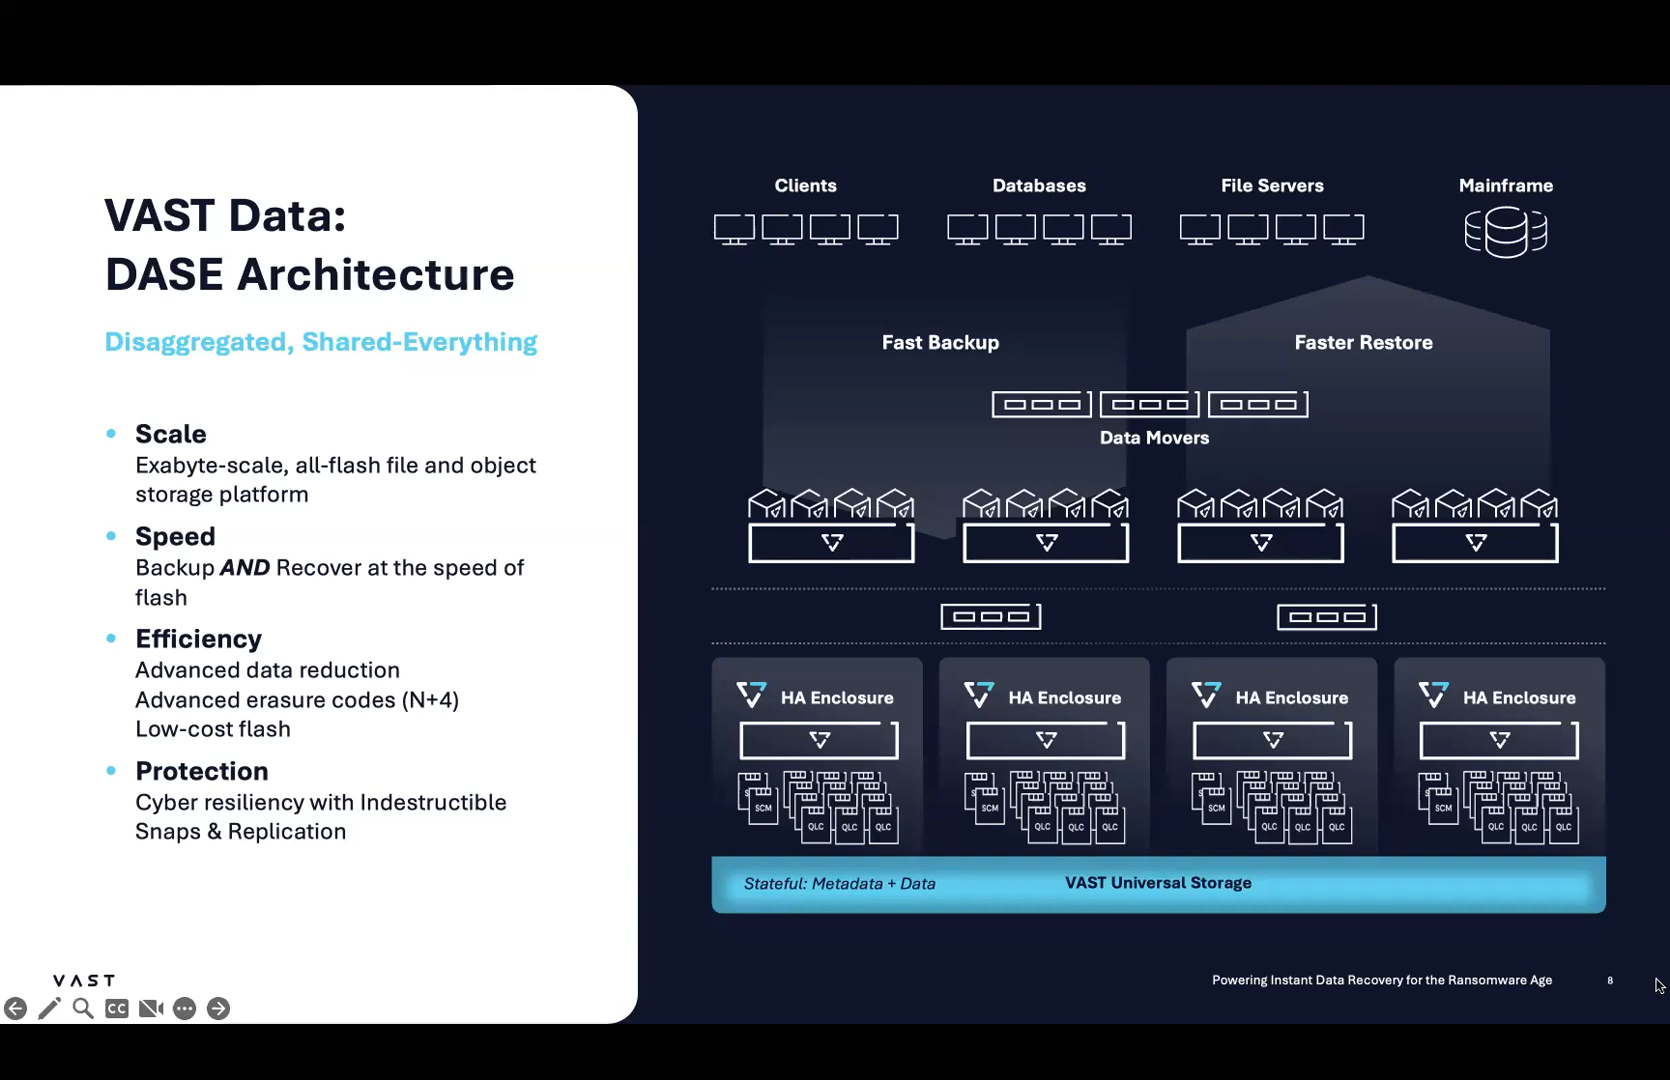 VAST Data:
DASE Architecture
Disaggregated, Shared-Everything
Scale
Exabyte-scale, all-flash file and object
storage platform
Speed
Backup AND Recover at the speed of
flash
Efficiency
Advanced data reduction
Advanced erasure codes (N+4)
Low-cost flash
Protection
Cyber resiliency with Indestructible
Snaps & Replication
VAST
CC
Clients Databases File Servers Mainframe
Fast Backup Faster Restore
Data Movers
HA Enclosure HA Enclosure HA Enclosure HA Enclosure
SCM QLC QLC QLC SCM QLC QLC QLC SCM QLC QLC QLC SCM QLC QLC QLC
Stateful: Metadata + Data VAST Universal Storage
Powering Instant Data Recovery for the Ransomware Age 8